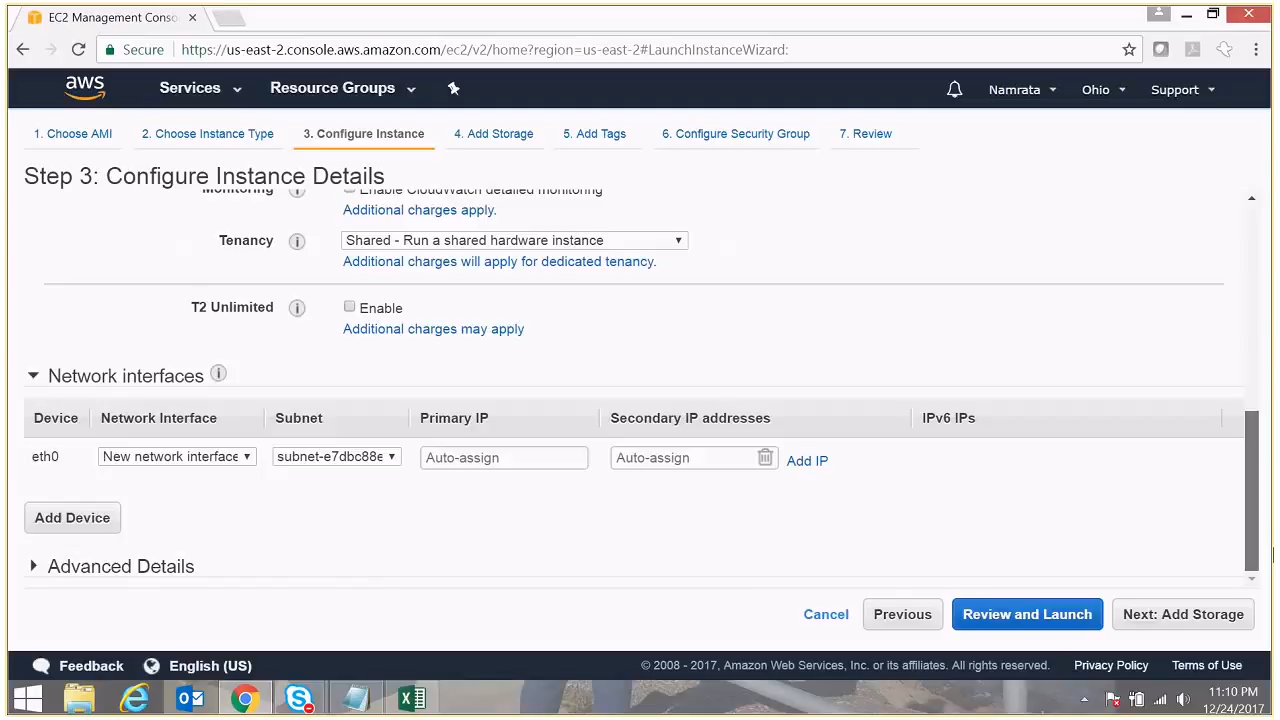 EC2 Management Conso
Secure https://us-east-2.console.aws.amazon.com/ec2/v2/home?region=us-east-2#LaunchInstanceWizard:
aws Services Resource Groups Namrata Ohio Support
1. Choose AMI 2. Choose Instance Type 3. Configure Instance 4. Add Storage 5. Add Tags 6. Configure Security Group 7. Review
Step 3: Configure Instance Details
Monitoring i Enable CloudWatch detailed monitoring
Additional charges apply.
Tenancy i Shared - Run a shared hardware instance
Additional charges will apply for dedicated tenancy.
T2 Unlimited i Enable
Additional charges may apply
Network interfaces i
Device Network Interface Subnet Primary IP Secondary IP addresses IPv6 IPs
eth0 New network interface subnet-e7dbc88e Auto-assign Auto-assign Add IP
Add Device
Advanced Details
Cancel Previous Review and Launch Next: Add Storage
Feedback English (US) © 2008 - 2017, Amazon Web Services, Inc. or its affiliates. All rights reserved. Privacy Policy Terms of Use
11:10 PM
12/24/2017